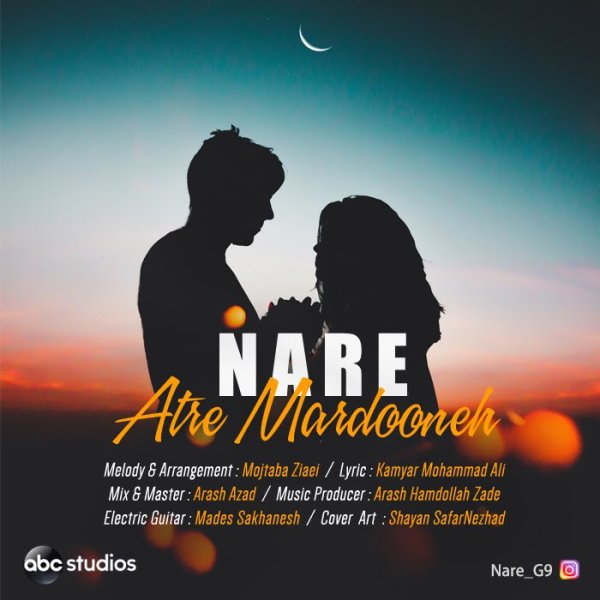 NARE
Atre Mardooneh
Melody & Arrangement : Mojtaba Ziaei / Lyric : Kamyar Mohammad Ali
Mix & Master : Arash Azad / Music Producer : Arash Hamdollah Zade
Electric Guitar : Mades Sakhanesh / Cover Art : Shayan SafarNezhad
abc studios
Nare_G9